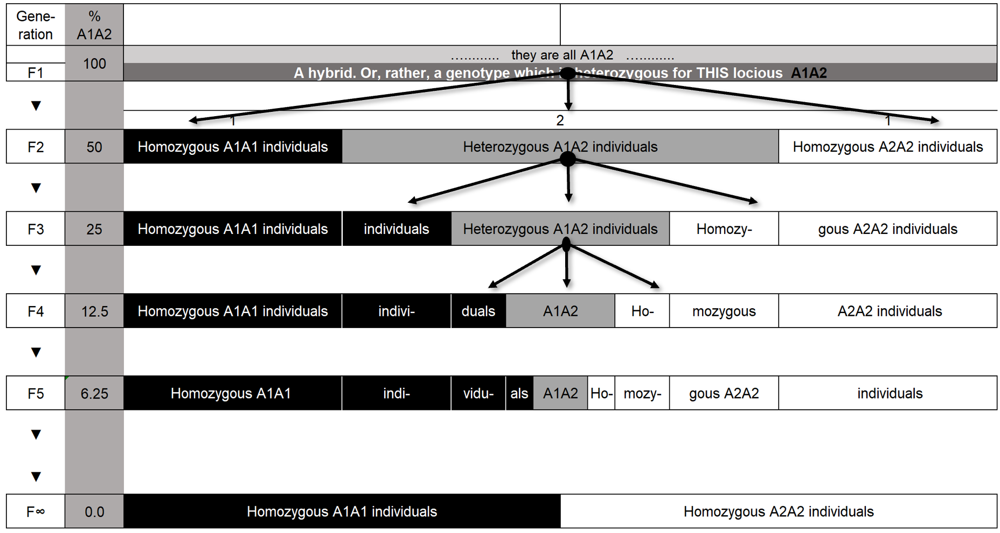 Gene-
ration
%
A1A2
............ they are all A1A2 ............
100
F1
A hybrid. Or, rather, a genotype which is heterozygous for THIS locious A1A2
▼
1 2 1
F2 50 Homozygous A1A1 individuals Heterozygous A1A2 individuals Homozygous A2A2 individuals
▼
F3 25 Homozygous A1A1 individuals individuals Heterozygous A1A2 individuals Homozy- gous A2A2 individuals
▼
F4 12.5 Homozygous A1A1 individuals indivi- duals A1A2 Ho- mozygous A2A2 individuals
▼
F5 6.25 Homozygous A1A1 indi- vidu- als A1A2 Ho- mozy- gous A2A2 individuals
▼
▼
F∞ 0.0 Homozygous A1A1 individuals Homozygous A2A2 individuals